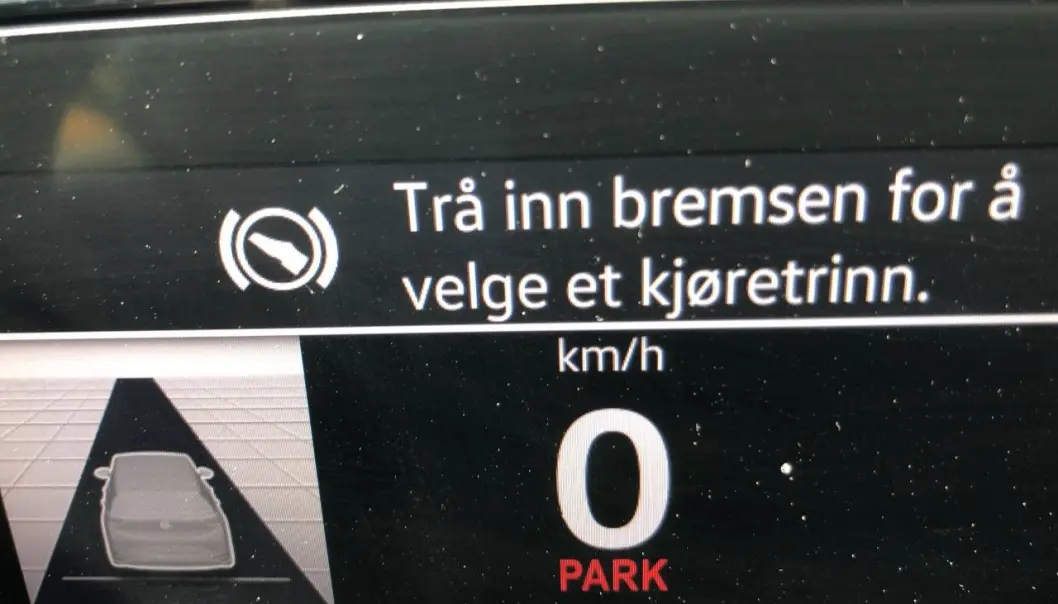 Trå inn bremsen for å
velge et kjøretrinn.
km/h
0
PARK